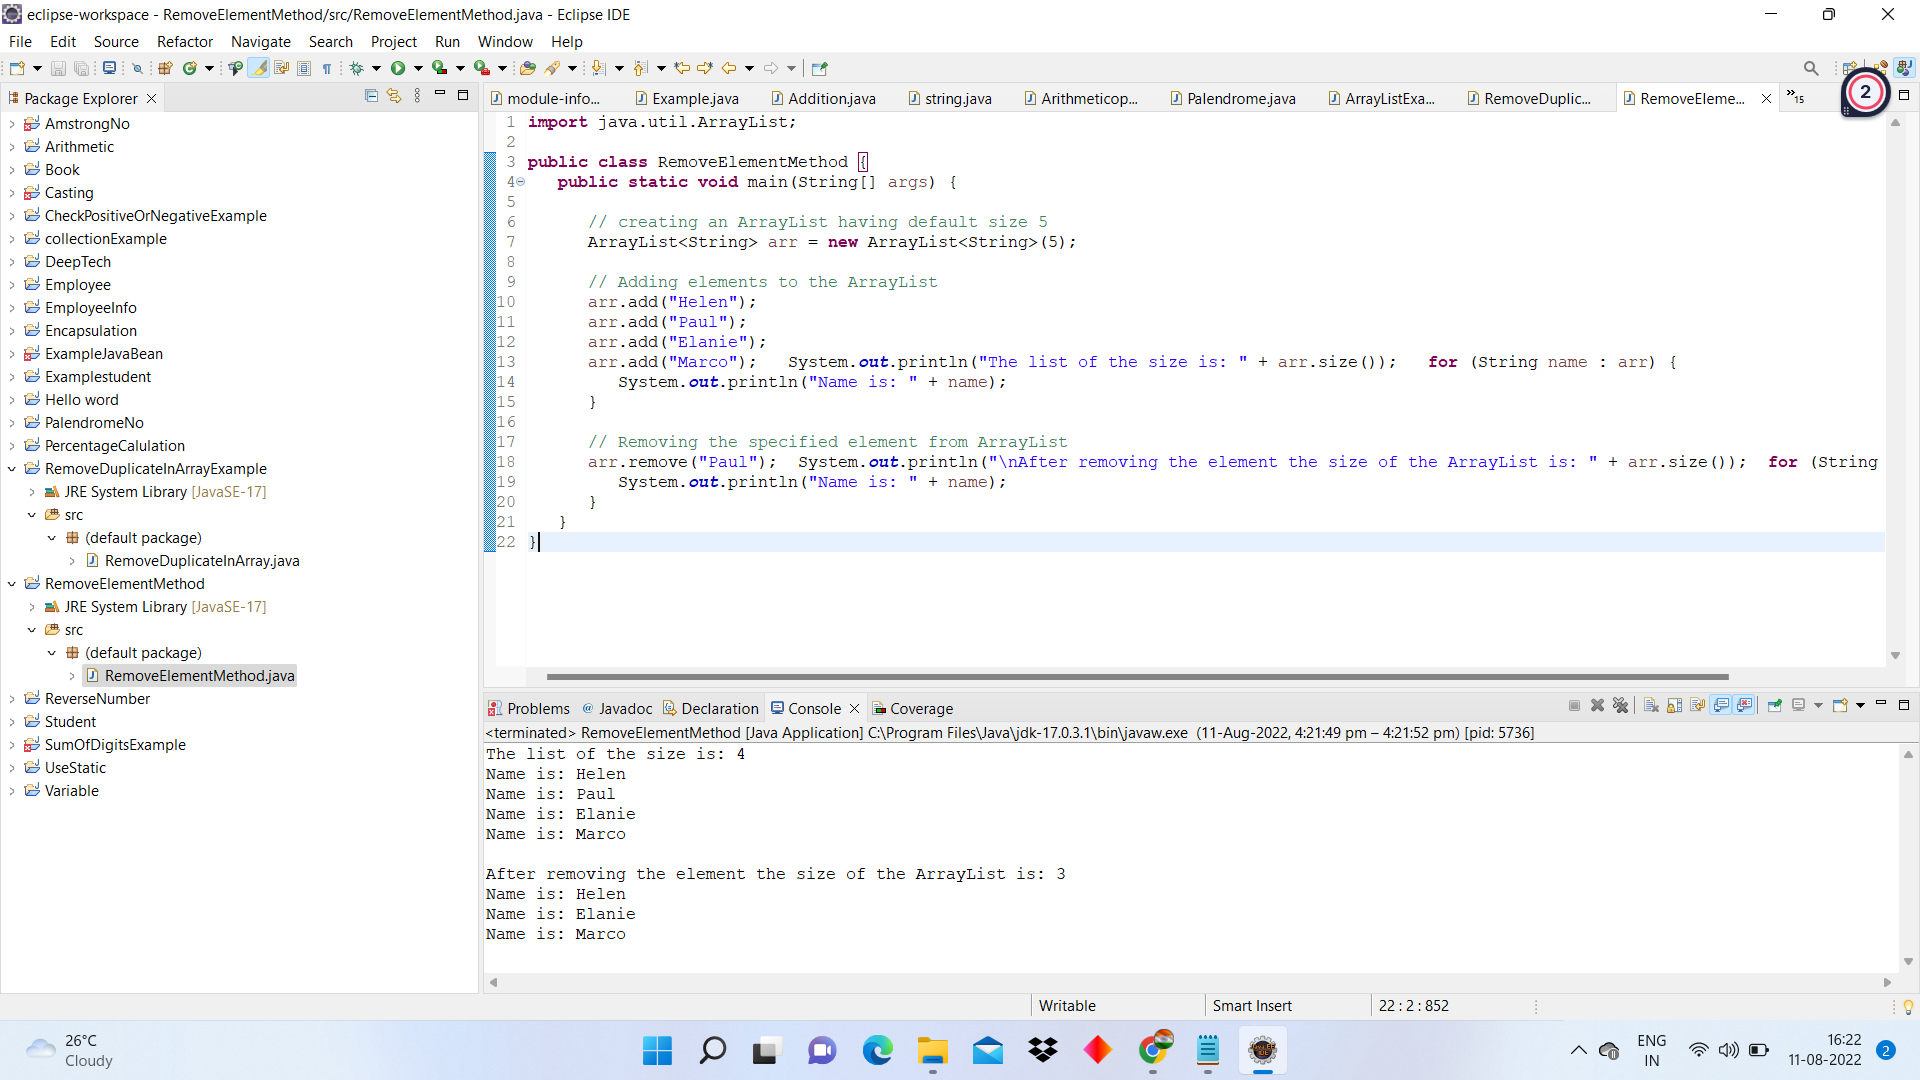 eclipse-workspace - RemoveElementMethod/src/RemoveElementMethod.java - Eclipse IDE
File Edit Source Refactor Navigate Search Project Run Window Help
Package Explorer
AmstrongNo
Arithmetic
Book
Casting
CheckPositiveOrNegativeExample
collectionExample
DeepTech
Employee
EmployeeInfo
Encapsulation
ExampleJavaBean
Examplestudent
Hello word
PalendromeNo
PercentageCalulation
RemoveDuplicateInArrayExample
JRE System Library [JavaSE-17]
src
(default package)
RemoveDuplicateInArray.java
RemoveElementMethod
JRE System Library [JavaSE-17]
src
(default package)
RemoveElementMethod.java
ReverseNumber
Student
SumOfDigitsExample
UseStatic
Variable
module-info... Example.java Addition.java string.java Arithmeticop... Palendrome.java ArrayListExa... RemoveDuplic... RemoveEleme... »15
2
1 import java.util.ArrayList;
2
3 public class RemoveElementMethod {
4 public static void main(String[] args) {
5
6 // creating an ArrayList having default size 5
7 ArrayList<String> arr = new ArrayList<String>(5);
8
9 // Adding elements to the ArrayList
10 arr.add("Helen");
11 arr.add("Paul");
12 arr.add("Elanie");
13 arr.add("Marco"); System.out.println("The list of the size is: " + arr.size()); for (String name : arr) {
14 System.out.println("Name is: " + name);
15 }
16
17 // Removing the specified element from ArrayList
18 arr.remove("Paul"); System.out.println("\nAfter removing the element the size of the ArrayList is: " + arr.size()); for (String
19 System.out.println("Name is: " + name);
20 }
21 }
22 }
Problems @ Javadoc Declaration Console Coverage
<terminated> RemoveElementMethod [Java Application] C:\Program Files\Java\jdk-17.0.3.1\bin\javaw.exe (11-Aug-2022, 4:21:49 pm – 4:21:52 pm) [pid: 5736]
The list of the size is: 4
Name is: Helen
Name is: Paul
Name is: Elanie
Name is: Marco
After removing the element the size of the ArrayList is: 3
Name is: Helen
Name is: Elanie
Name is: Marco
Writable Smart Insert 22 : 2 : 852
26°C
Cloudy
ENG
IN
16:22
11-08-2022
2